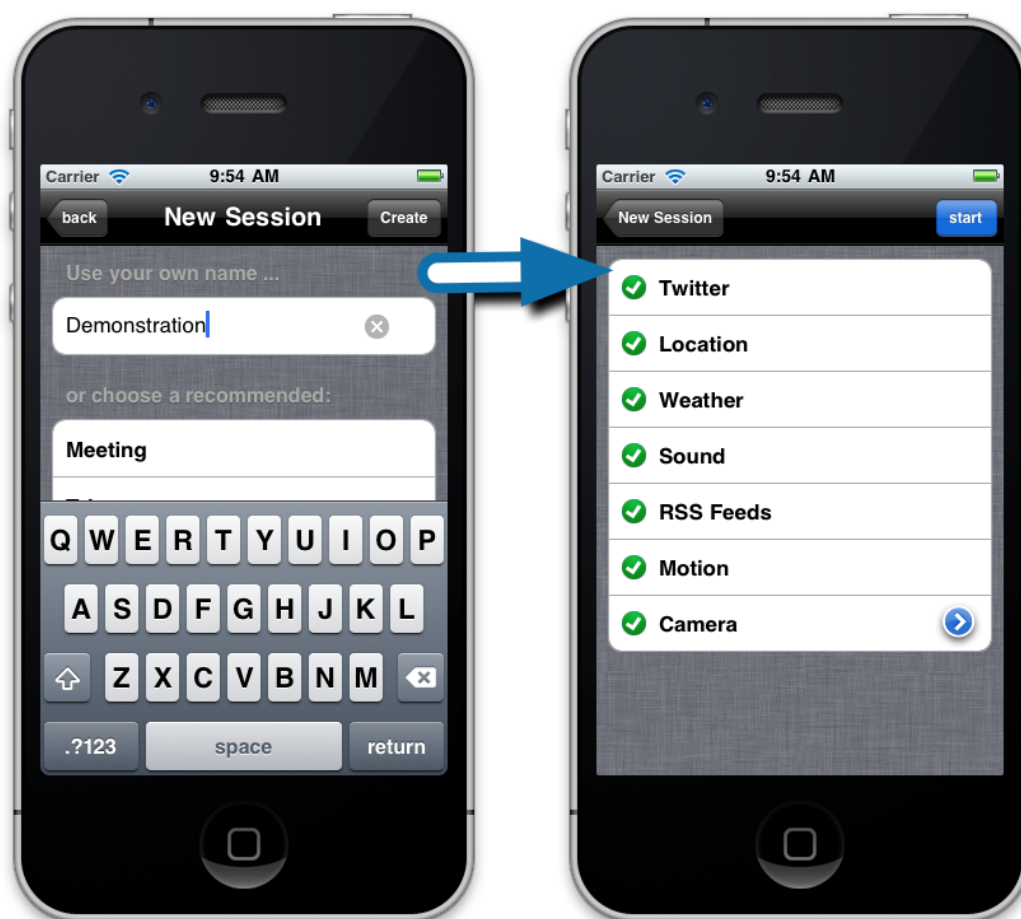 Carrier 9:54 AM
back New Session Create
Use your own name ...
Demonstration
or choose a recommended:
Meeting
Q W E R T Y U I O P
A S D F G H J K L
Z X C V B N M
.?123 space return
Carrier 9:54 AM
New Session start
Twitter
Location
Weather
Sound
RSS Feeds
Motion
Camera